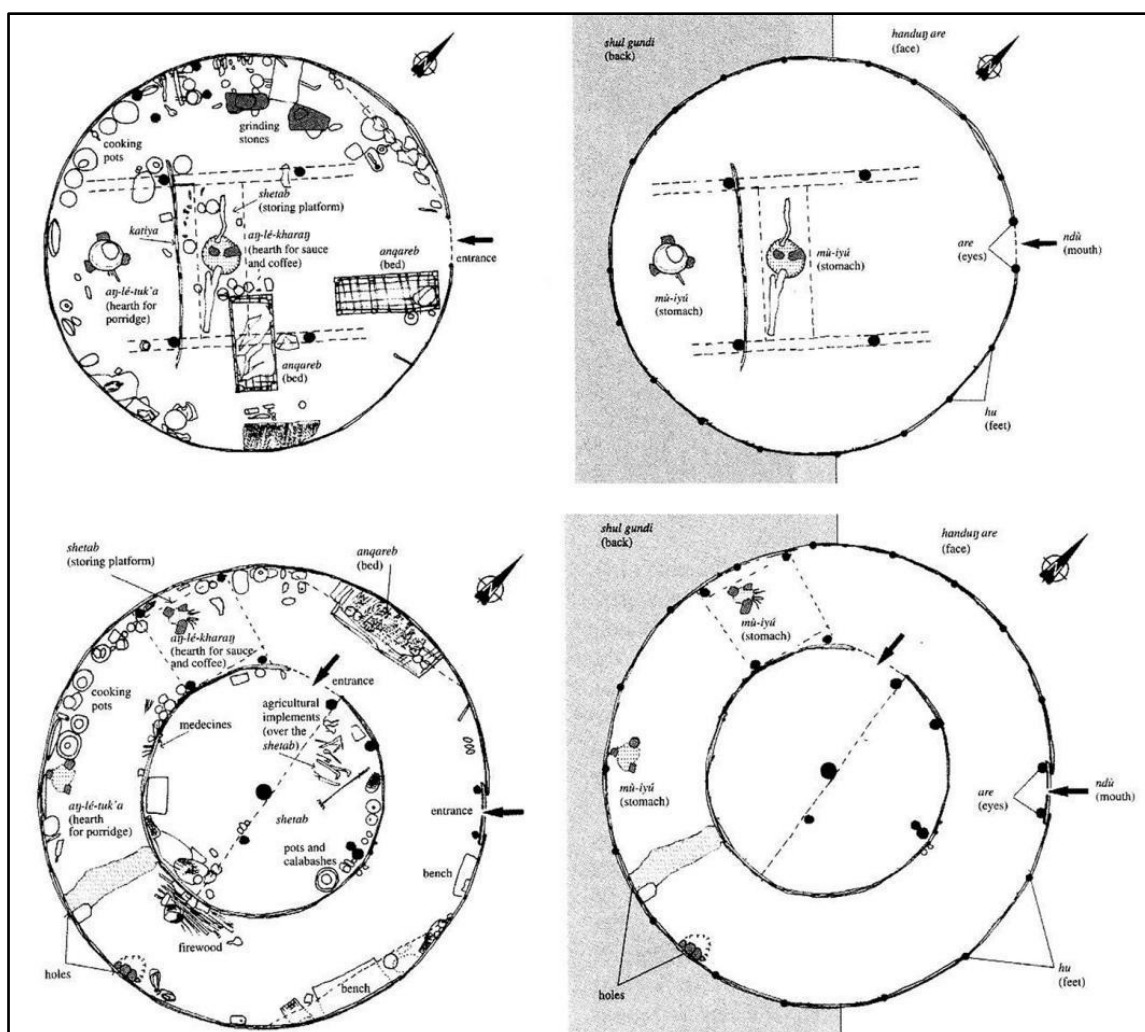 cooking
pots
grinding
stones
shetab
(storing platform)
katiya
aŋ-lé-kharaŋ
(hearth for sauce
and coffee)
anqareb
(bed)
entrance
aŋ-lé-tuk'a
(hearth for
porridge)
anqareb
(bed)
shul gundi
(back)
handuŋ are
(face)
mù-iyú
(stomach)
mù-iyú
(stomach)
are
(eyes)
ndù
(mouth)
hu
(feet)
shetab
(storing platform)
anqareb
(bed)
aŋ-lé-kharaŋ
(hearth for sauce
and coffee)
cooking
pots
entrance
medecines
agricultural
implements
(over the
shetab)
aŋ-lé-tuk'a
(hearth
for porridge)
shetab
entrance
pots and
calabashes
bench
firewood
holes
bench
shul gundi
(back)
handuŋ are
(face)
mù-iyú
(stomach)
mù-iyú
(stomach)
are
(eyes)
ndù
(mouth)
holes
hu
(feet)